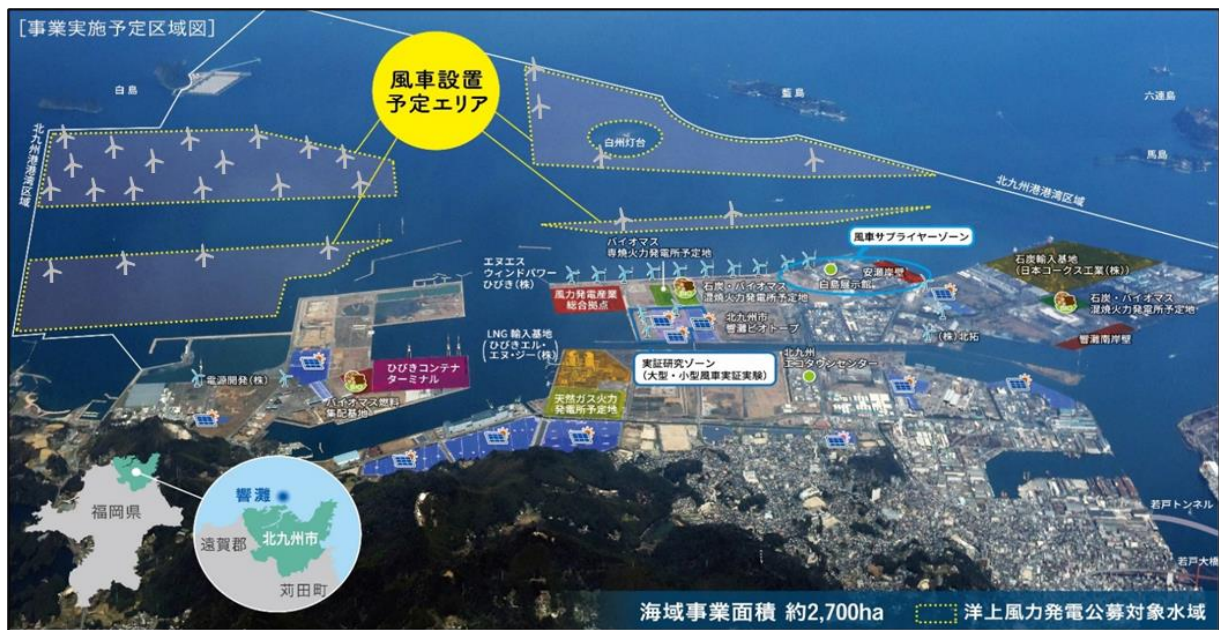 [事業実施予定区域図]
白島
風車設置
予定エリア
藍島
六連島
馬島
白州灯台
北九州港港湾区域
北九州港港湾区域
風車サプライヤーゾーン
バイオマス
専焼火力発電所予定地
エヌエス
ウィンドパワー
ひびき(株)
風力発電産業
総合拠点
石炭・バイオマス
混焼火力発電所予定地
安瀬岸壁
白島展示館
石炭輸入基地
(日本コークス工業(株))
石炭・バイオマス
混焼火力発電所予定地
北九州市
響灘ビオトープ
(株)北拓
響灘南岸壁
LNG 輸入基地
(ひびきエル・
エヌ・ジー(株))
実証研究ゾーン
(大型・小型風車実証実験)
北九州
エコタウンセンター
電源開発(株)
ひびきコンテナ
ターミナル
バイオマス燃料
集配基地
天然ガス火力
発電所予定地
福岡県
響灘
遠賀郡
北九州市
苅田町
若戸トンネル
若戸大橋
海域事業面積 約2,700ha
洋上風力発電公募対象水域